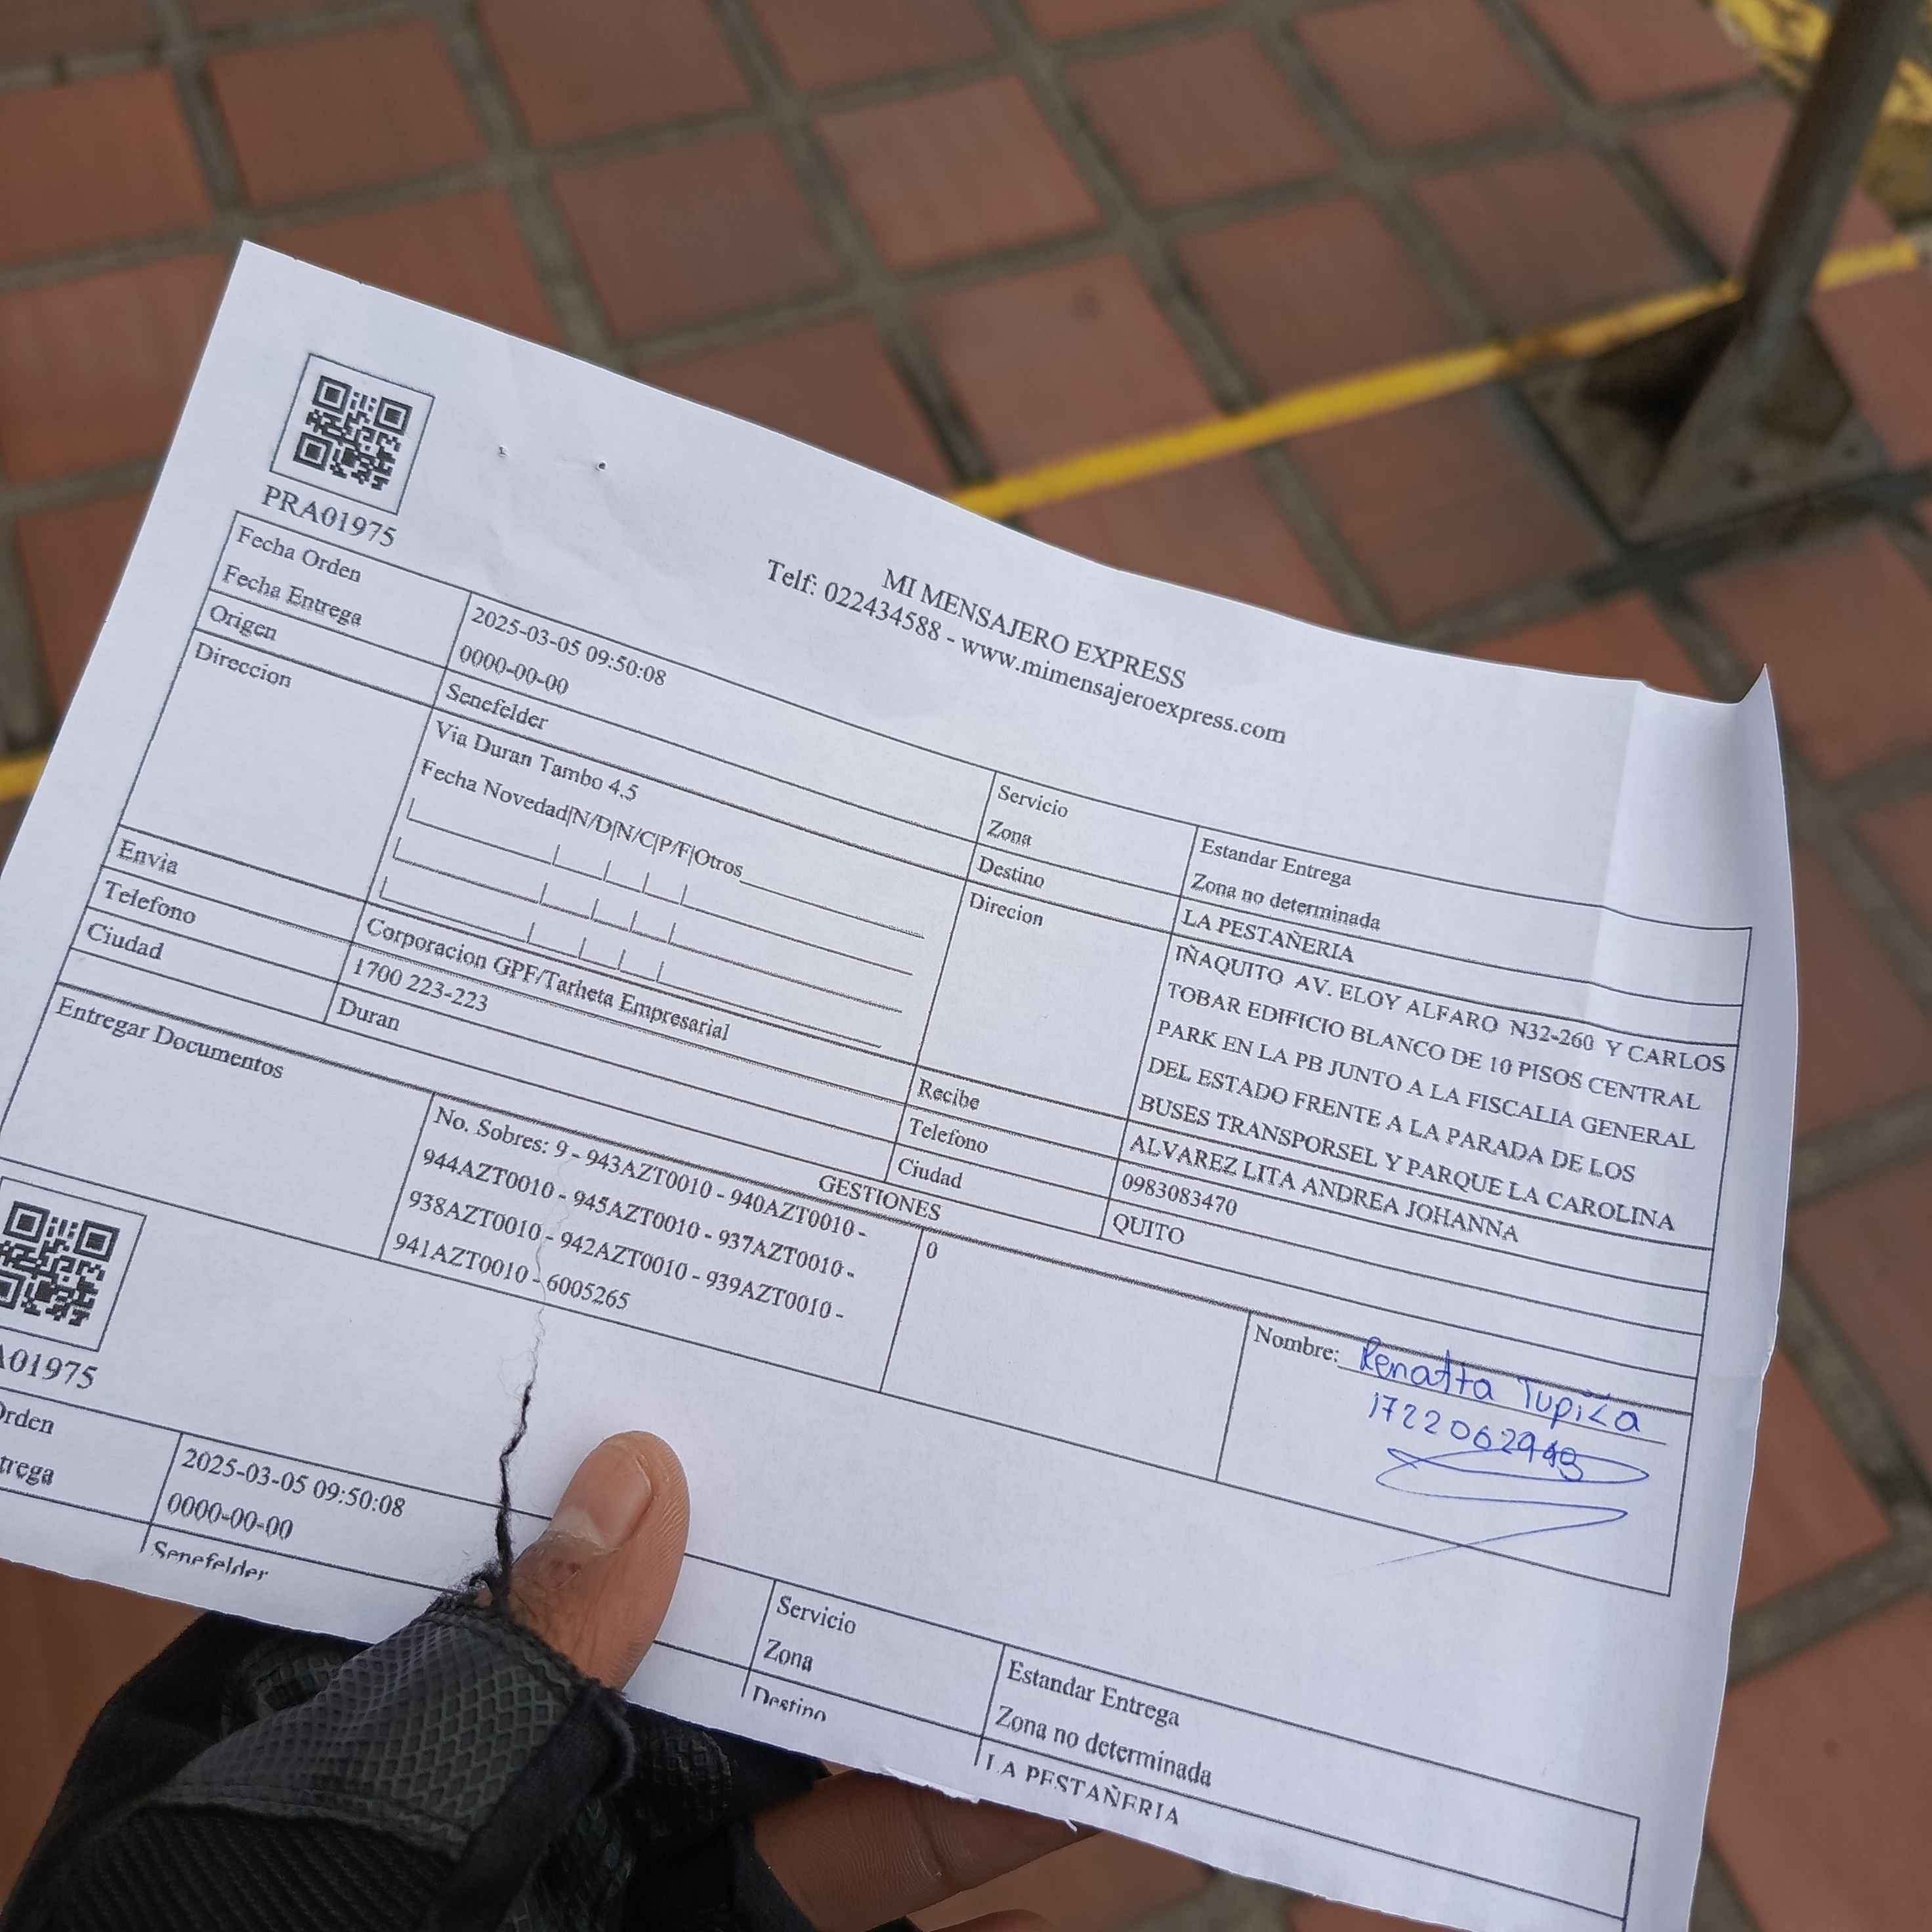 PRA01975
MI MENSAJERO EXPRESS
Telf: 022434588 - www.mimensajeroexpress.com
Fecha Orden 2025-03-05 09:50:08 Servicio Estandar Entrega
Fecha Entrega 0000-00-00 Zona Zona no determinada
Origen Senefelder Destino LA PESTAÑERIA
Direccion Via Duran Tambo 4.5
Fecha Novedad|N/D|N/C|P/F|Otros
Direcion IÑAQUITO AV. ELOY ALFARO N32-260 Y CARLOS
TOBAR EDIFICIO BLANCO DE 10 PISOS CENTRAL
PARK EN LA PB JUNTO A LA FISCALIA GENERAL
DEL ESTADO FRENTE A LA PARADA DE LOS
BUSES TRANSPORSEL Y PARQUE LA CAROLINA
Envia Corporacion GPF/Tarheta Empresarial Recibe ALVAREZ LITA ANDREA JOHANNA
Telefono 1700 223-223 Telefono 0983083470
Ciudad Duran Ciudad QUITO
GESTIONES
Entregar Documentos No. Sobres: 9 - 943AZT0010 - 940AZT0010 - 0
944AZT0010 - 945AZT0010 - 937AZT0010 -
938AZT0010 - 942AZT0010 - 939AZT0010 -
941AZT0010 - 6005265
Nombre: Renatta
A01975
Orden 2025-03-05 09:50:08 Servicio Estandar Entrega
trega 0000-00-00 Zona Zona no determinada
Senefelder Destino LA PESTAÑERIA